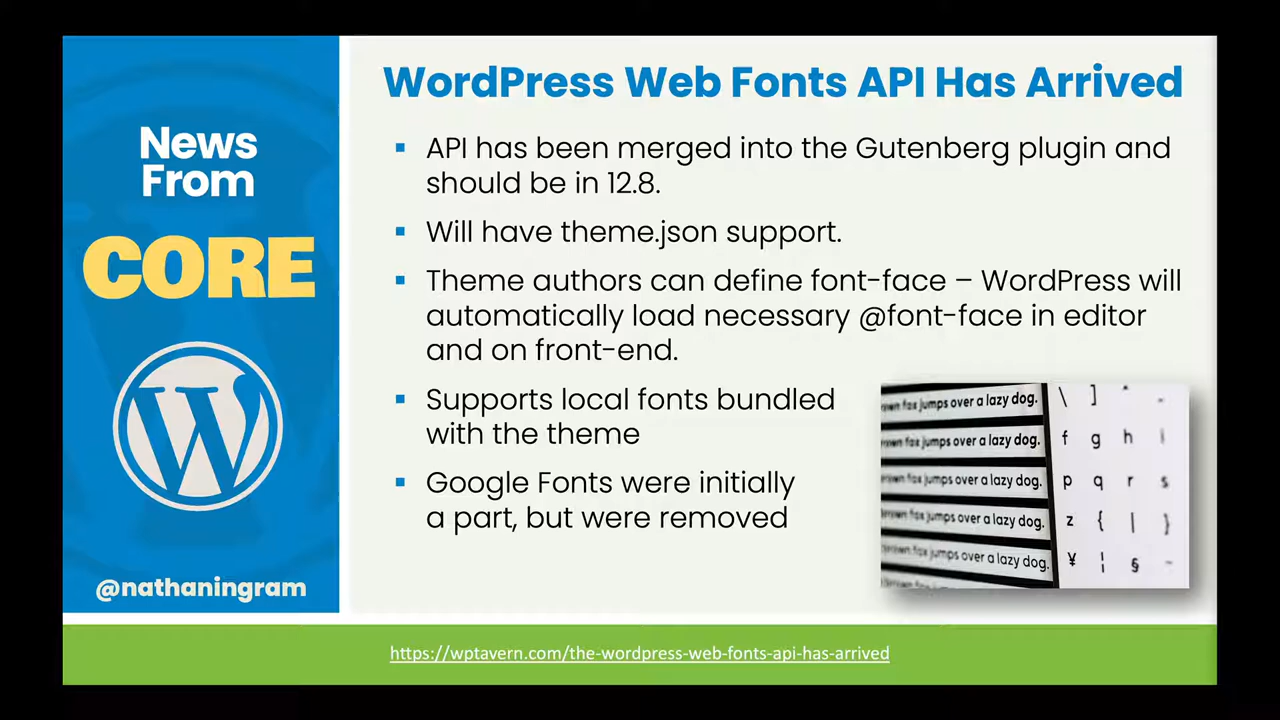 News
From
CORE
@nathaningram
WordPress Web Fonts API Has Arrived
▪ API has been merged into the Gutenberg plugin and
should be in 12.8.
▪ Will have theme.json support.
▪ Theme authors can define font-face – WordPress will
automatically load necessary @font-face in editor
and on front-end.
▪ Supports local fonts bundled
with the theme
▪ Google Fonts were initially
a part, but were removed
fox jumps over a lazy dog.
fox jumps over a lazy dog.
fox jumps over a lazy dog.
fox jumps over a lazy dog.
fox jumps over a lazy dog.
\ ]
f g h i
p q r s
z { | }
¥ ¦ §
https://wptavern.com/the-wordpress-web-fonts-api-has-arrived